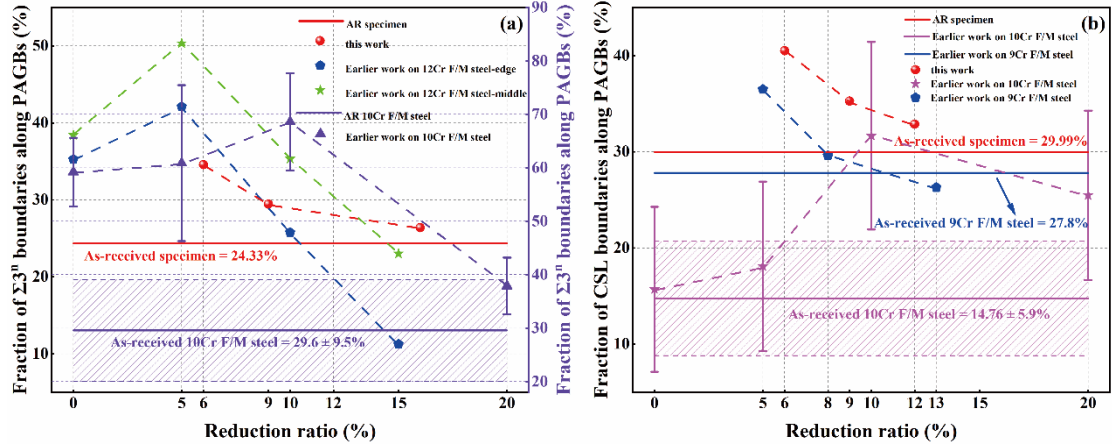 (a)
Fraction of Σ3ⁿ boundaries along PAGBs (%)
50
40
30
20
10
AR specimen
this work
Earlier work on 12Cr F/M steel-edge
Earlier work on 12Cr F/M steel-middle
AR 10Cr F/M steel
Earlier work on 10Cr F/M steel
As-received specimen = 24.33%
As-received 10Cr F/M steel = 29.6 ± 9.5%
0 5 6 9 10 12 15 20
Reduction ratio (%)
90
80
70
60
50
40
30
20
Fraction of Σ3ⁿ boundaries along PAGBs (%)
(b)
Fraction of CSL boundaries along PAGBs (%)
40
30
20
10
AR specimen
Earlier work on 10Cr F/M steel
Earlier work on 9Cr F/M steel
this work
Earlier work on 10Cr F/M steel
Earlier work on 9Cr F/M steel
As-received specimen = 29.99%
As-received 9Cr F/M steel = 27.8%
As-received 10Cr F/M steel = 14.76 ± 5.9%
0 5 6 8 9 10 12 13 15 20
Reduction ratio (%)